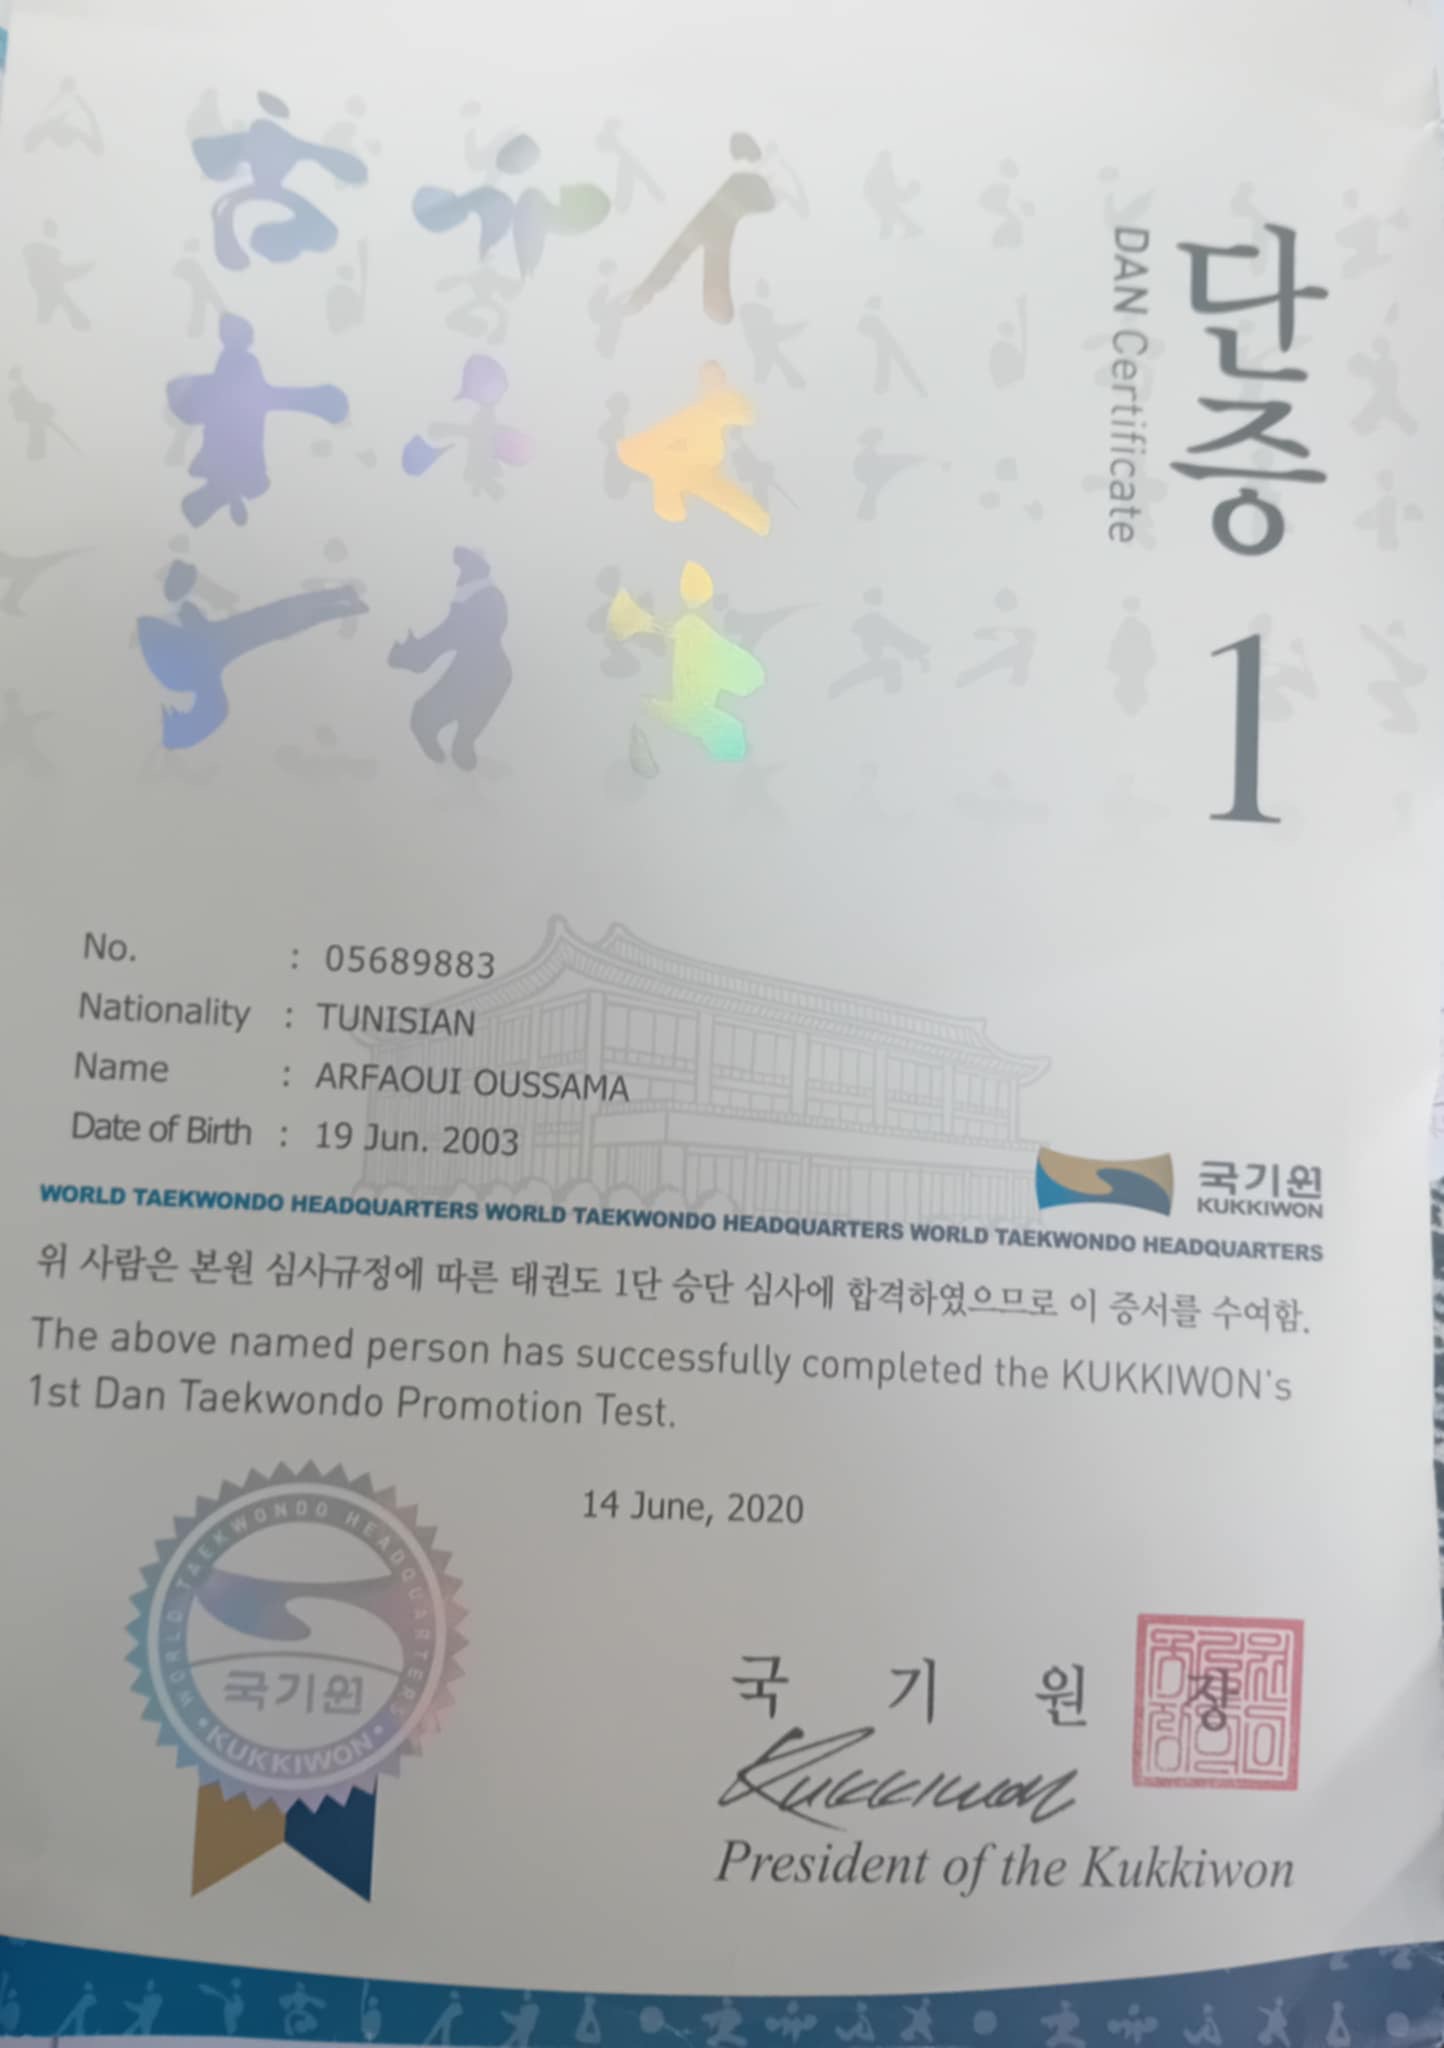 단증 1
DAN Certificate
No. : 05689883
Nationality : TUNISIAN
Name : ARFAOUI OUSSAMA
Date of Birth : 19 Jun. 2003
국기원
KUKKIWON
WORLD TAEKWONDO HEADQUARTERS WORLD TAEKWONDO HEADQUARTERS WORLD TAEKWONDO HEADQUARTERS
위 사람은 본원 심사규정에 따른 태권도 1단 승단 심사에 합격하였으므로 이 증서를 수여함.
The above named person has successfully completed the KUKKIWON's
1st Dan Taekwondo Promotion Test.
14 June, 2020
WORLD TAEKWONDO HEADQUARTERS
국기원
•KUKKIWON•
국 기 원 장
Kukkiwon
President of the Kukkiwon